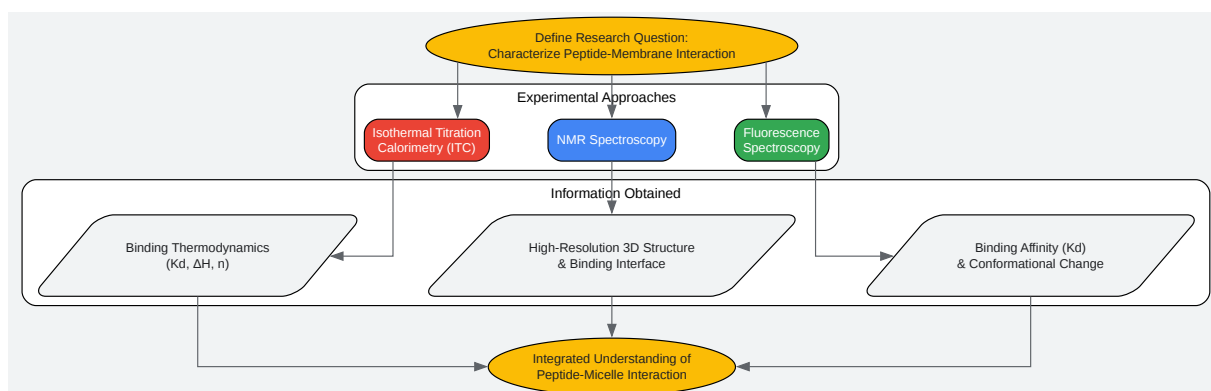 Define Research Question:
Characterize Peptide-Membrane Interaction
Experimental Approaches
Isothermal Titration
Calorimetry (ITC)
NMR Spectroscopy
Fluorescence
Spectroscopy
Information Obtained
Binding Thermodynamics
(Kd, ΔH, n)
High-Resolution 3D Structure
& Binding Interface
Binding Affinity (Kd)
& Conformational Change
Integrated Understanding of
Peptide-Micelle Interaction